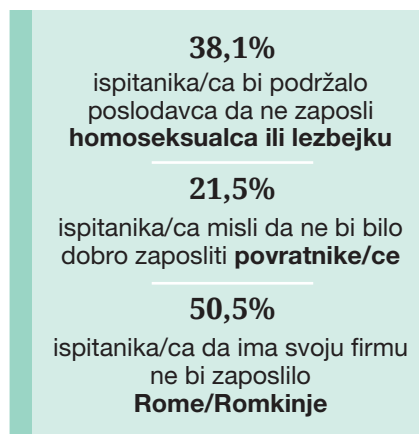 38,1%
ispitanika/ca bi podržalo
poslodavca da ne zaposli
homoseksualca ili lezbejku
21,5%
ispitanika/ca misli da ne bi bilo
dobro zaposliti povratnike/ce
50,5%
ispitanika/ca da ima svoju firmu
ne bi zaposlilo
Rome/Romkinje